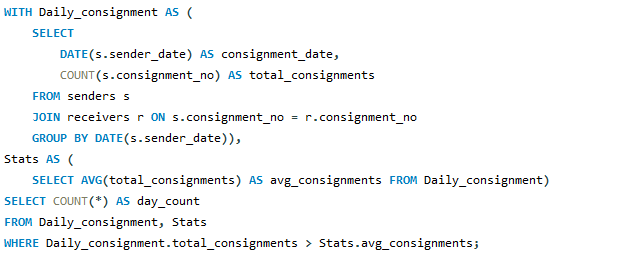 WITH Daily_consignment AS (
    SELECT
        DATE(s.sender_date) AS consignment_date,
        COUNT(s.consignment_no) AS total_consignments
    FROM senders s
    JOIN receivers r ON s.consignment_no = r.consignment_no
    GROUP BY DATE(s.sender_date)),
Stats AS (
    SELECT AVG(total_consignments) AS avg_consignments FROM Daily_consignment)
SELECT COUNT(*) AS day_count
FROM Daily_consignment, Stats
WHERE Daily_consignment.total_consignments > Stats.avg_consignments;